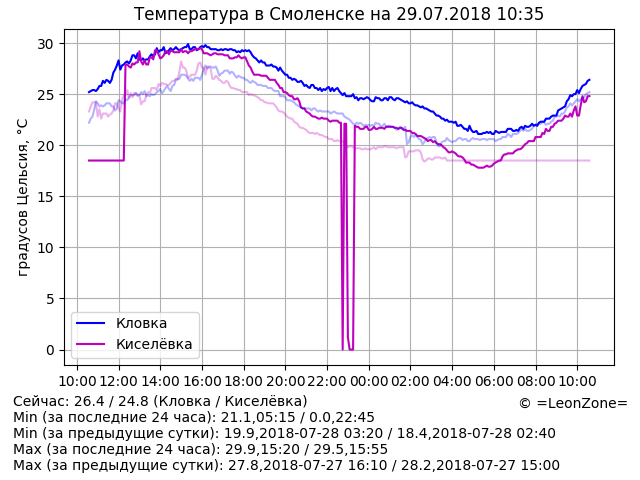 Температура в Смоленске на 29.07.2018 10:35
градусов Цельсия, °C
30
25
20
15
10
5
0
Кловка
Киселёвка
10:00 12:00 14:00 16:00 18:00 20:00 22:00 00:00 02:00 04:00 06:00 08:00 10:00
Сейчас: 26.4 / 24.8 (Кловка / Киселёвка)
© =LeonZone=
Min (за последние 24 часа): 21.1,05:15 / 0.0,22:45
Min (за предыдущие сутки): 19.9,2018-07-28 03:20 / 18.4,2018-07-28 02:40
Max (за последние 24 часа): 29.9,15:20 / 29.5,15:55
Max (за предыдущие сутки): 27.8,2018-07-27 16:10 / 28.2,2018-07-27 15:00